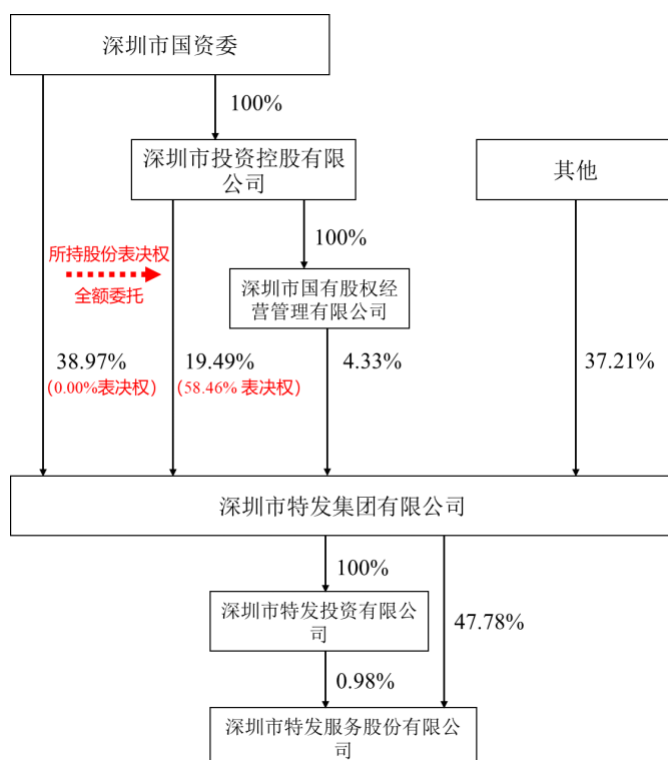 深圳市国资委
100%
深圳市投资控股有限
公司
其他
100%
所持股份表决权
全额委托
深圳市国有股权经
营管理有限公司
38.97%
(0.00%表决权)
19.49%
(58.46% 表决权)
4.33%
37.21%
深圳市特发集团有限公司
100%
深圳市特发投资有限公
司
47.78%
0.98%
深圳市特发服务股份有限公
司